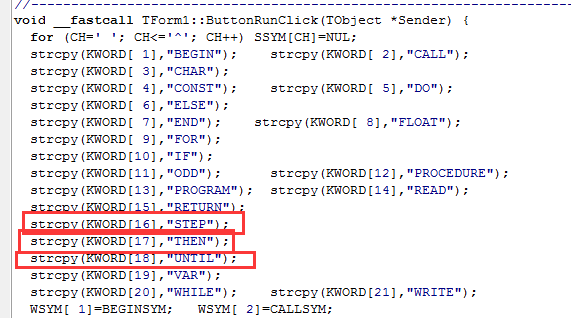 //----------------------------------------------------------------------
void __fastcall TForm1::ButtonRunClick(TObject *Sender) {
for (CH=' '; CH<='^'; CH++) SSYM[CH]=NUL;
strcpy(KWORD[ 1],"BEGIN"); strcpy(KWORD[ 2],"CALL");
strcpy(KWORD[ 3],"CHAR");
strcpy(KWORD[ 4],"CONST"); strcpy(KWORD[ 5],"DO");
strcpy(KWORD[ 6],"ELSE");
strcpy(KWORD[ 7],"END"); strcpy(KWORD[ 8],"FLOAT");
strcpy(KWORD[ 9],"FOR");
strcpy(KWORD[10],"IF");
strcpy(KWORD[11],"ODD"); strcpy(KWORD[12],"PROCEDURE");
strcpy(KWORD[13],"PROGRAM"); strcpy(KWORD[14],"READ");
strcpy(KWORD[15],"RETURN");
strcpy(KWORD[16],"STEP");
strcpy(KWORD[17],"THEN");
strcpy(KWORD[18],"UNTIL");
strcpy(KWORD[19],"VAR");
strcpy(KWORD[20],"WHILE"); strcpy(KWORD[21],"WRITE");
WSYM[ 1]=BEGINSYM; WSYM[ 2]=CALLSYM;